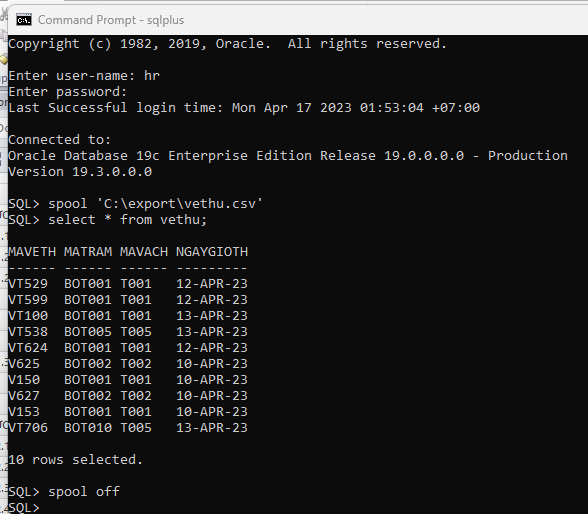 Command Prompt - sqlplus
Copyright (c) 1982, 2019, Oracle.  All rights reserved.
Enter user-name: hr
Enter password:
Last Successful login time: Mon Apr 17 2023 01:53:04 +07:00
Connected to:
Oracle Database 19c Enterprise Edition Release 19.0.0.0.0 - Production
Version 19.3.0.0.0
SQL> spool 'C:\export\vethu.csv'
SQL> select * from vethu;
MAVETH MATRAM MAVACH NGAYGIOTH
------ ------ ------ ---------
VT529  BOT001 T001   12-APR-23
VT599  BOT001 T001   12-APR-23
VT100  BOT001 T001   13-APR-23
VT538  BOT005 T005   13-APR-23
VT624  BOT001 T001   12-APR-23
V625   BOT002 T002   10-APR-23
V150   BOT001 T001   10-APR-23
V627   BOT002 T002   10-APR-23
V153   BOT001 T001   10-APR-23
VT706  BOT010 T005   13-APR-23
10 rows selected.
SQL> spool off
SQL>